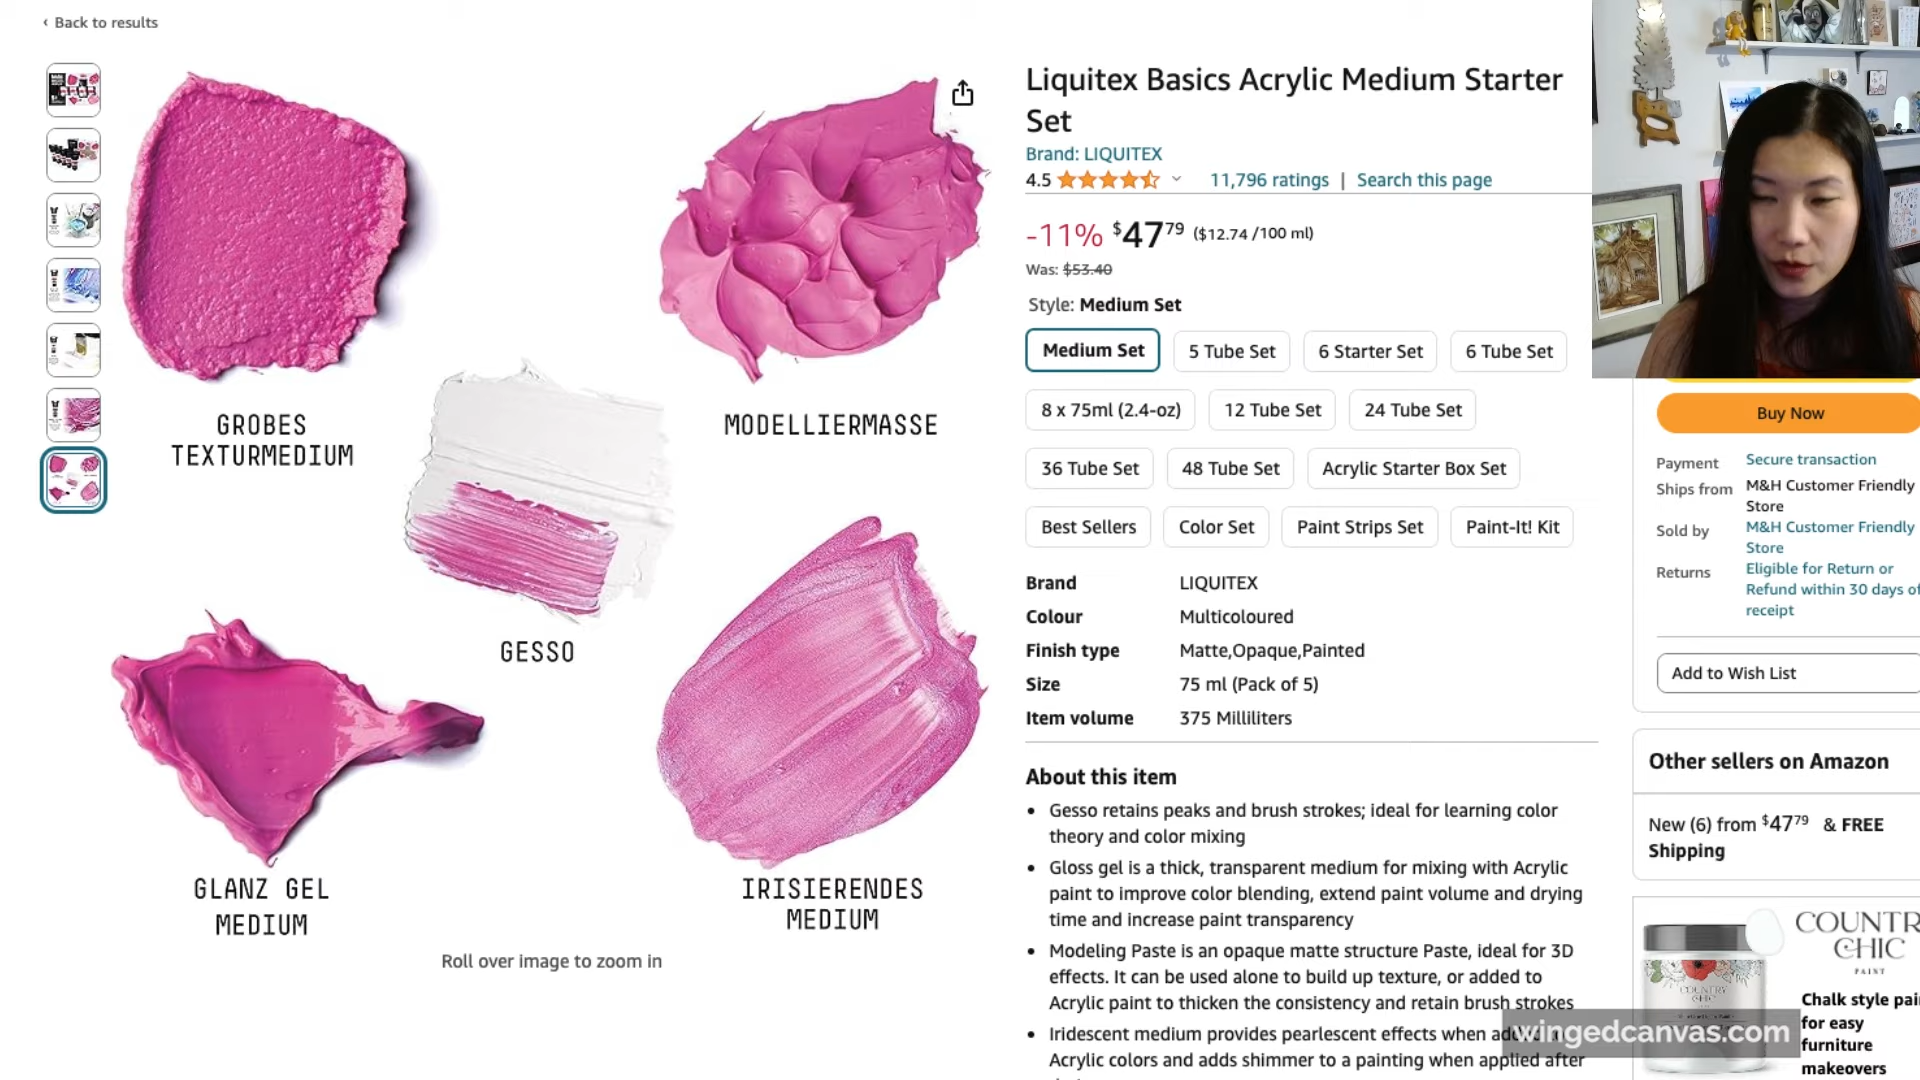 ‹ Back to results
GROBES
TEXTURMEDIUM
MODELLIERMASSE
GESSO
GLANZ GEL
MEDIUM
IRISIERENDES
MEDIUM
Roll over image to zoom in
Liquitex Basics Acrylic Medium Starter
Set
Brand: LIQUITEX
4.5 11,796 ratings | Search this page
-11% $47 79 ($12.74 /100 ml)
Was: $53.40
Style: Medium Set
Medium Set 5 Tube Set 6 Starter Set 6 Tube Set
8 x 75ml (2.4-oz) 12 Tube Set 24 Tube Set
36 Tube Set 48 Tube Set Acrylic Starter Box Set
Best Sellers Color Set Paint Strips Set Paint-It! Kit
Brand LIQUITEX
Colour Multicoloured
Finish type Matte,Opaque,Painted
Size 75 ml (Pack of 5)
Item volume 375 Milliliters
About this item
• Gesso retains peaks and brush strokes; ideal for learning color
theory and color mixing
• Gloss gel is a thick, transparent medium for mixing with Acrylic
paint to improve color blending, extend paint volume and drying
time and increase paint transparency
• Modeling Paste is an opaque matte structure Paste, ideal for 3D
effects. It can be used alone to build up texture, or added to
Acrylic paint to thicken the consistency and retain brush strokes
• Iridescent medium provides pearlescent effects when
Acrylic colors and adds shimmer to a painting when applied after
Buy Now
Payment Secure transaction
Ships from M&H Customer Friendly
Store
Sold by M&H Customer Friendly
Store
Returns Eligible for Return or
Refund within 30 days of
receipt
Add to Wish List
Other sellers on Amazon
New (6) from $47 79 & FREE
Shipping
COUNTRY
CHIC
PAINT
COUNTRY
CHIC
Chalk style
for easy
furniture
makeovers
wingedcanvas.com